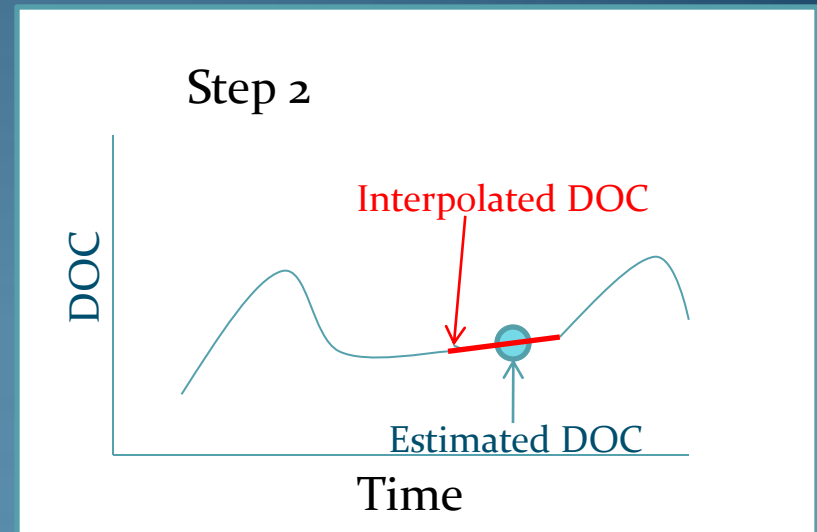 Step 2
Interpolated DOC
DOC
Estimated DOC
Time